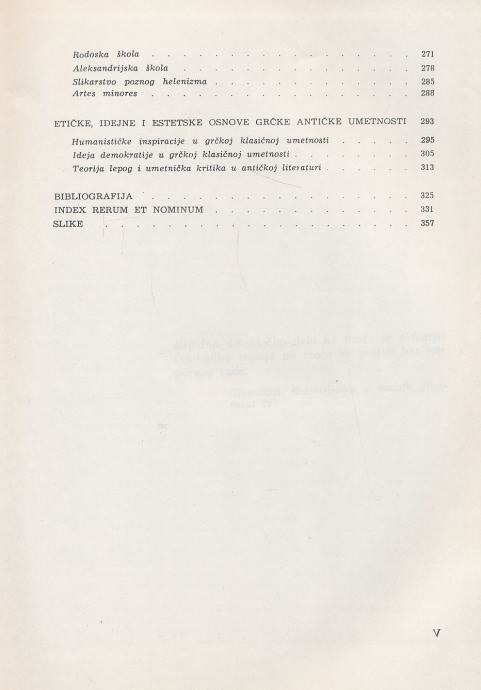 Rodoska škola . . . . . . . . . . . . . 271
Aleksandrijska škola . . . . . . . . . . . . 278
Slikarstvo poznog helenizma . . . . . . . . . . 285
Artes minores . . . . . . . . . . . . . 288
ETIČKE, IDEJNE I ESTETSKE OSNOVE GRČKE ANTIČKE UMETNOSTI 293
Humanističke inspiracije u grčkoj klasičnoj umetnosti . . . . 295
Ideja demokratije u grčkoj klasičnoj umetnosti . . . . . . 305
Teorija lepog i umetnička kritika u antičkoj literaturi . . . . . 313
BIBLIOGRAFIJA . . . . . . . . . . . . . 325
INDEX RERUM ET NOMINUM . . . . . . . . . . 331
SLIKE . . . . . . . . . . . . . . . 357
V